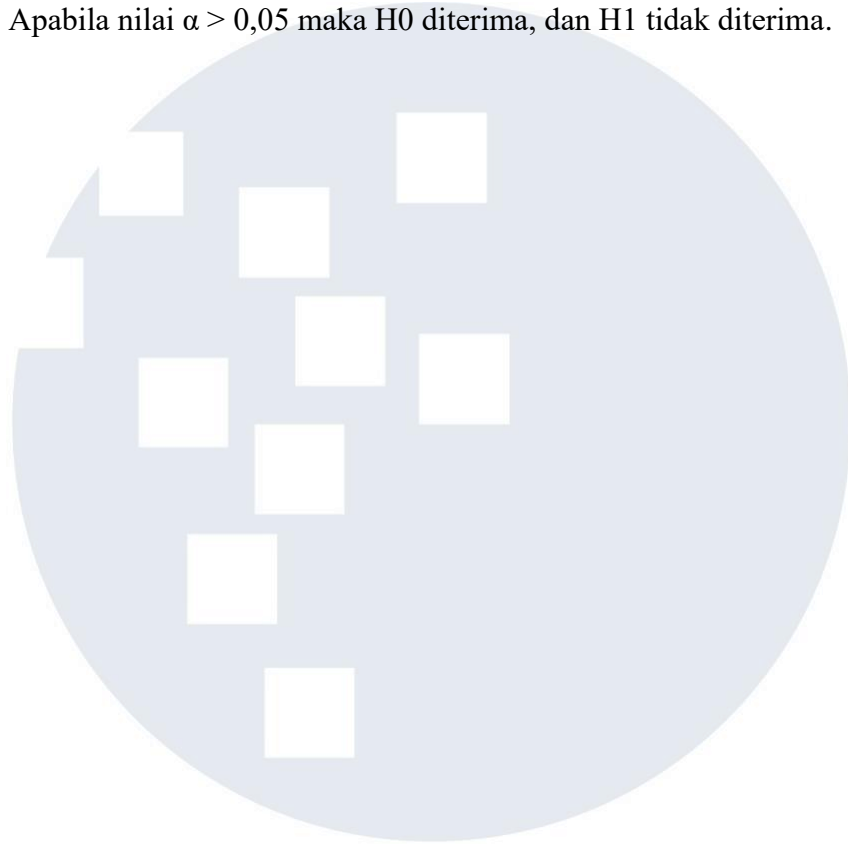 Apabila nilai α > 0,05 maka H0 diterima, dan H1 tidak diterima.